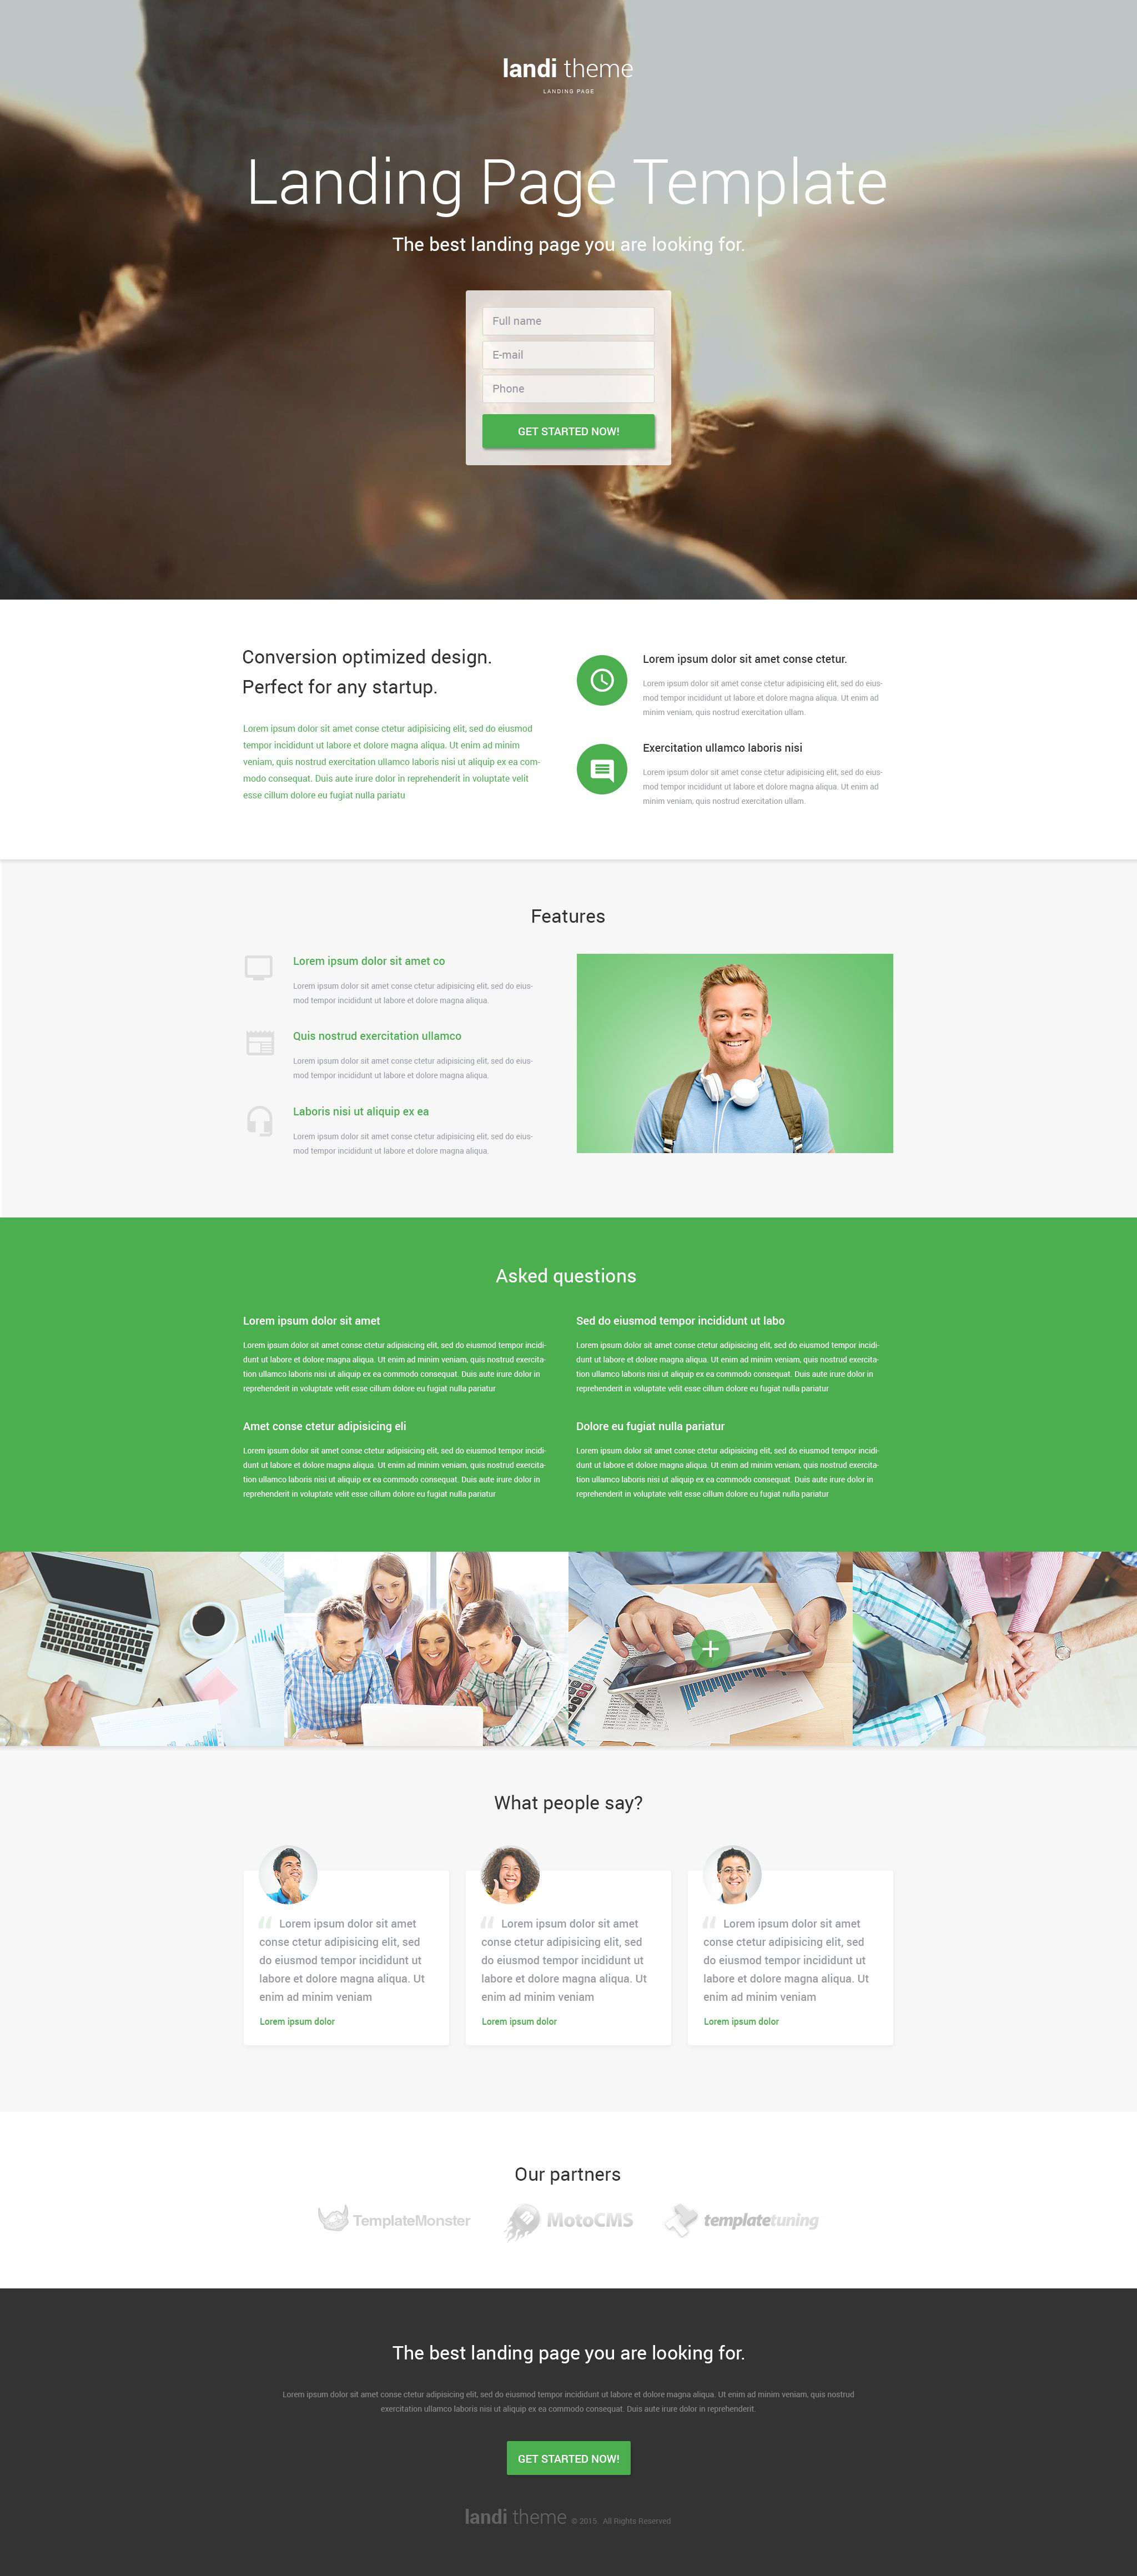 landi theme
LANDING PAGE
Landing Page Template
The best landing page you are looking for.
Full name
E-mail
Phone
GET STARTED NOW!
Conversion optimized design.
Perfect for any startup.
Lorem ipsum dolor sit amet conse ctetur adipisicing elit, sed do eiusmod
tempor incididunt ut labore et dolore magna aliqua. Ut enim ad minim
veniam, quis nostrud exercitation ullamco laboris nisi ut aliquip ex ea com-
modo consequat. Duis aute irure dolor in reprehenderit in voluptate velit
esse cillum dolore eu fugiat nulla pariatu
Lorem ipsum dolor sit amet conse ctetur.
Lorem ipsum dolor sit amet conse ctetur adipisicing elit, sed do eius-
mod tempor incididunt ut labore et dolore magna aliqua. Ut enim ad
minim veniam, quis nostrud exercitation ullam.
Exercitation ullamco laboris nisi
Lorem ipsum dolor sit amet conse ctetur adipisicing elit, sed do eius-
mod tempor incididunt ut labore et dolore magna aliqua. Ut enim ad
minim veniam, quis nostrud exercitation ullam.
Features
Lorem ipsum dolor sit amet co
Lorem ipsum dolor sit amet conse ctetur adipisicing elit, sed do eius-
mod tempor incididunt ut labore et dolore magna aliqua.
Quis nostrud exercitation ullamco
Lorem ipsum dolor sit amet conse ctetur adipisicing elit, sed do eius-
mod tempor incididunt ut labore et dolore magna aliqua.
Laboris nisi ut aliquip ex ea
Lorem ipsum dolor sit amet conse ctetur adipisicing elit, sed do eius-
mod tempor incididunt ut labore et dolore magna aliqua.
Asked questions
Lorem ipsum dolor sit amet
Lorem ipsum dolor sit amet conse ctetur adipisicing elit, sed do eiusmod tempor incidi-
dunt ut labore et dolore magna aliqua. Ut enim ad minim veniam, quis nostrud exercita-
tion ullamco laboris nisi ut aliquip ex ea commodo consequat. Duis aute irure dolor in
reprehenderit in voluptate velit esse cillum dolore eu fugiat nulla pariatur
Sed do eiusmod tempor incididunt ut labo
Lorem ipsum dolor sit amet conse ctetur adipisicing elit, sed do eiusmod tempor incidi-
dunt ut labore et dolore magna aliqua. Ut enim ad minim veniam, quis nostrud exercita-
tion ullamco laboris nisi ut aliquip ex ea commodo consequat. Duis aute irure dolor in
reprehenderit in voluptate velit esse cillum dolore eu fugiat nulla pariatur
Amet conse ctetur adipisicing eli
Lorem ipsum dolor sit amet conse ctetur adipisicing elit, sed do eiusmod tempor incidi-
dunt ut labore et dolore magna aliqua. Ut enim ad minim veniam, quis nostrud exercita-
tion ullamco laboris nisi ut aliquip ex ea commodo consequat. Duis aute irure dolor in
reprehenderit in voluptate velit esse cillum dolore eu fugiat nulla pariatur
Dolore eu fugiat nulla pariatur
Lorem ipsum dolor sit amet conse ctetur adipisicing elit, sed do eiusmod tempor incidi-
dunt ut labore et dolore magna aliqua. Ut enim ad minim veniam, quis nostrud exercita-
tion ullamco laboris nisi ut aliquip ex ea commodo consequat. Duis aute irure dolor in
reprehenderit in voluptate velit esse cillum dolore eu fugiat nulla pariatur
What people say?
“ Lorem ipsum dolor sit amet
conse ctetur adipisicing elit, sed
do eiusmod tempor incididunt ut
labore et dolore magna aliqua. Ut
enim ad minim veniam
Lorem ipsum dolor
“ Lorem ipsum dolor sit amet
conse ctetur adipisicing elit, sed
do eiusmod tempor incididunt ut
labore et dolore magna aliqua. Ut
enim ad minim veniam
Lorem ipsum dolor
“ Lorem ipsum dolor sit amet
conse ctetur adipisicing elit, sed
do eiusmod tempor incididunt ut
labore et dolore magna aliqua. Ut
enim ad minim veniam
Lorem ipsum dolor
Our partners
TemplateMonster
MotoCMS
templatetuning
The best landing page you are looking for.
Lorem ipsum dolor sit amet conse ctetur adipisicing elit, sed do eiusmod tempor incididunt ut labore et dolore magna aliqua. Ut enim ad minim veniam, quis nostrud
exercitation ullamco laboris nisi ut aliquip ex ea commodo consequat. Duis aute irure dolor in reprehenderit.
GET STARTED NOW!
landi theme © 2015 All Rights Reserved